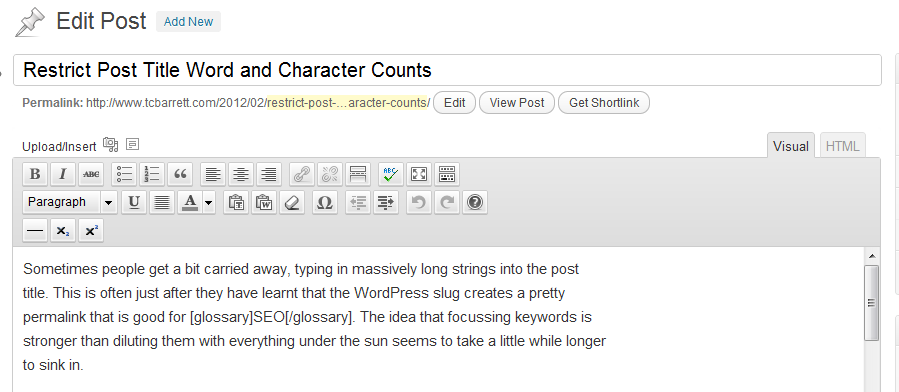 Edit Post Add New
Restrict Post Title Word and Character Counts
Permalink: http://www.tcbarrett.com/2012/02/restrict-post-...aracter-counts/ Edit View Post Get Shortlink
Upload/Insert Visual HTML
B I ABC ABC
Paragraph U A T W Ω ?
— x₂ x²
Sometimes people get a bit carried away, typing in massively long strings into the post
title. This is often just after they have learnt that the WordPress slug creates a pretty
permalink that is good for [glossary]SEO[/glossary]. The idea that focussing keywords is
stronger than diluting them with everything under the sun seems to take a little while longer
to sink in.